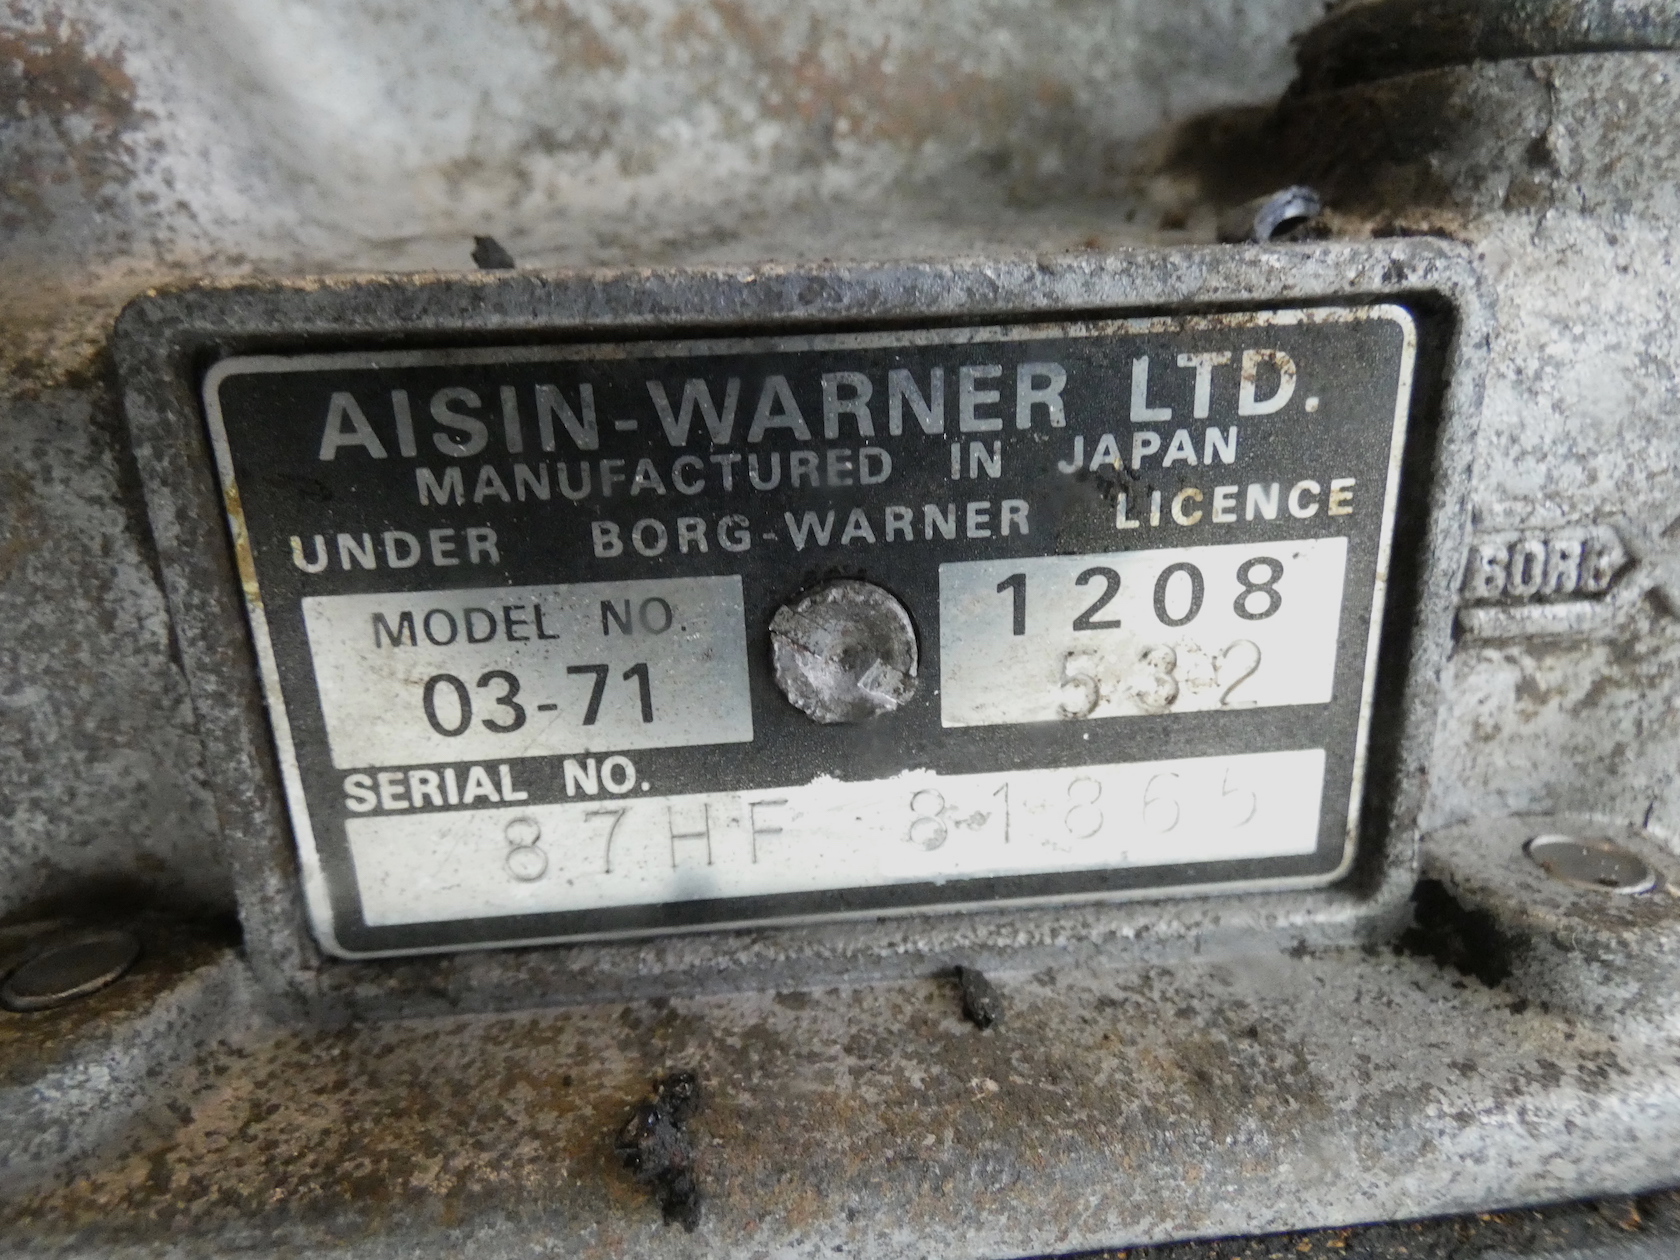 AISIN-WARNER LTD.
MANUFACTURED IN JAPAN
UNDER BORG-WARNER LICENCE
MODEL NO.
03-71
1208
532
SERIAL NO.
87HF 81865
BORG